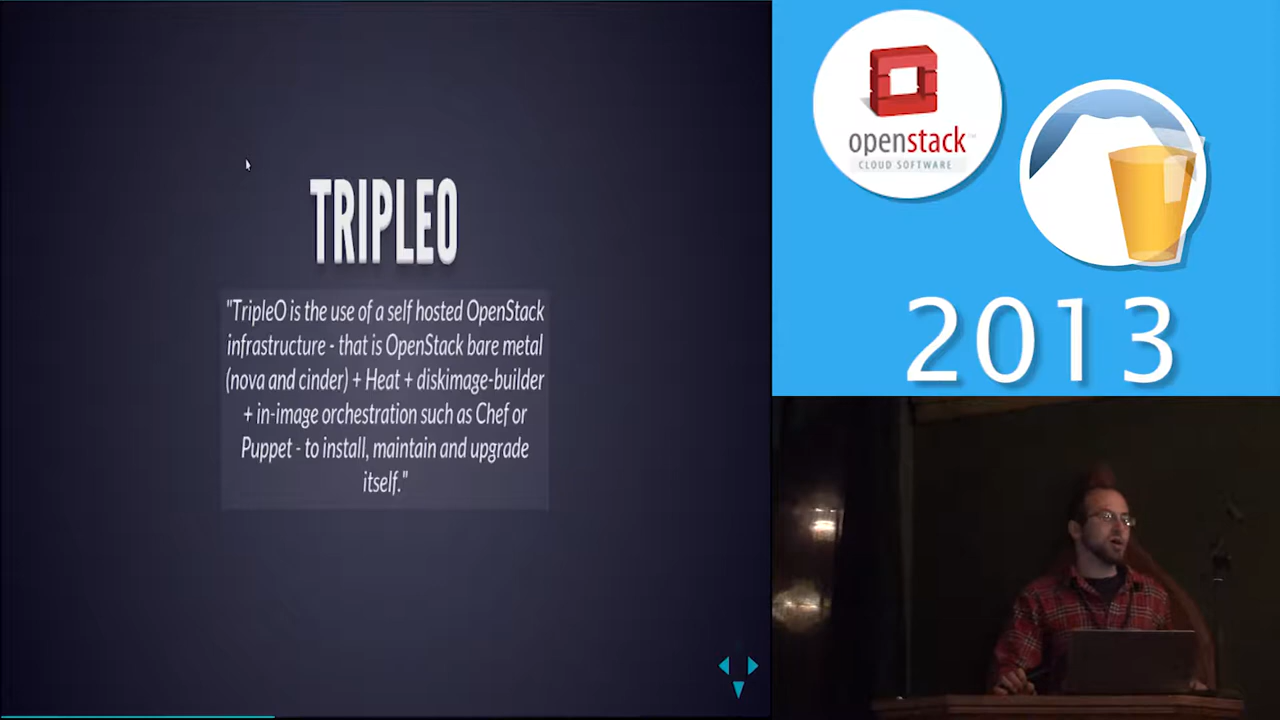 TRIPLEO
"TripleO is the use of a self hosted OpenStack
infrastructure - that is OpenStack bare metal
(nova and cinder) + Heat + diskimage-builder
+ in-image orchestration such as Chef or
Puppet - to install, maintain and upgrade
itself."
openstack
CLOUD SOFTWARE
2013